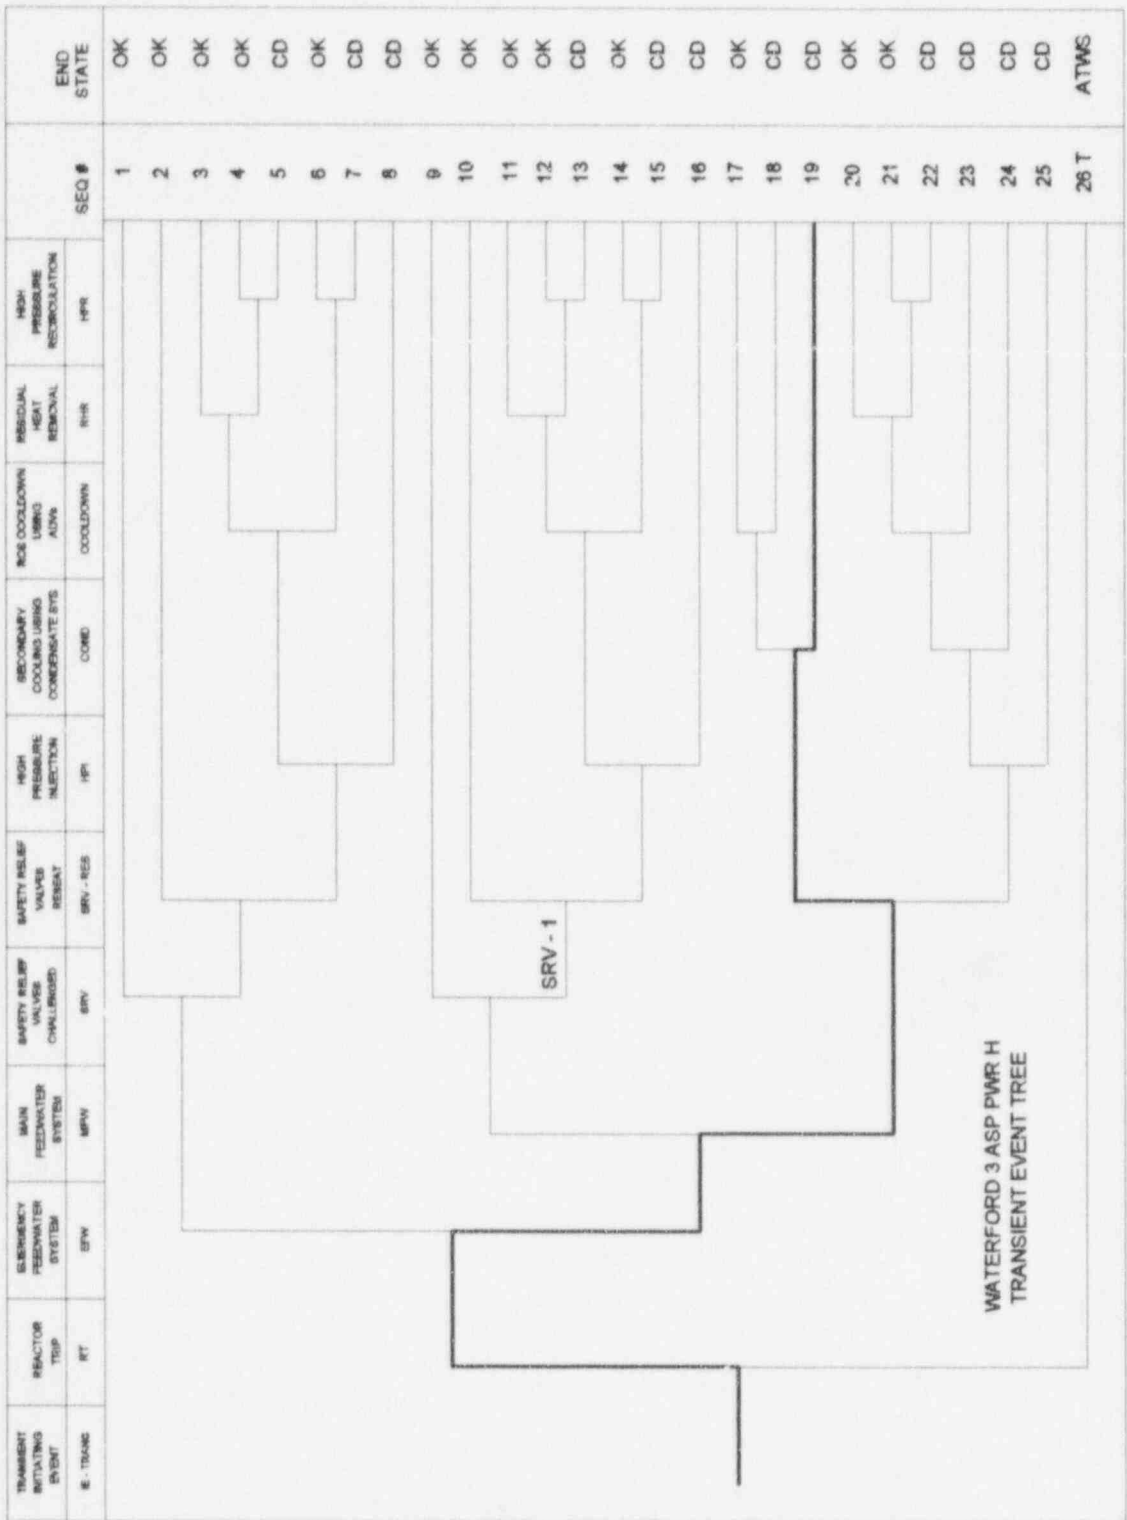 TRANSIENT
INITIATING
EVENT
REACTOR
TRIP
EMERGENCY
FEEDWATER
SYSTEM
MAIN
FEEDWATER
SYSTEM
SAFETY RELIEF
VALVES
CHALLENGED
SAFETY RELIEF
VALVES
RESEAT
HIGH
PRESSURE
INJECTION
SECONDARY
COOLING USING
CONDENSATE SYS
RCS COOLDOWN
USING
ADVs
RESIDUAL
HEAT
REMOVAL
HIGH
PRESSURE
RECIRCULATION
IE - TRANS
RT
EFW
MFW
SRV
SRV - RES
HPI
COND
COOLDOWN
RHR
HPR
SEQ #
END
STATE
1 OK
2 OK
3 OK
4 OK
5 CD
6 OK
7 CD
8 CD
9 OK
10 OK
11 OK
12 OK
13 CD
14 OK
15 CD
16 CD
17 OK
18 CD
19 CD
20 OK
21 OK
22 CD
23 CD
24 CD
25 CD
26 T ATWS
SRV - 1
WATERFORD 3 ASP PWR H
TRANSIENT EVENT TREE